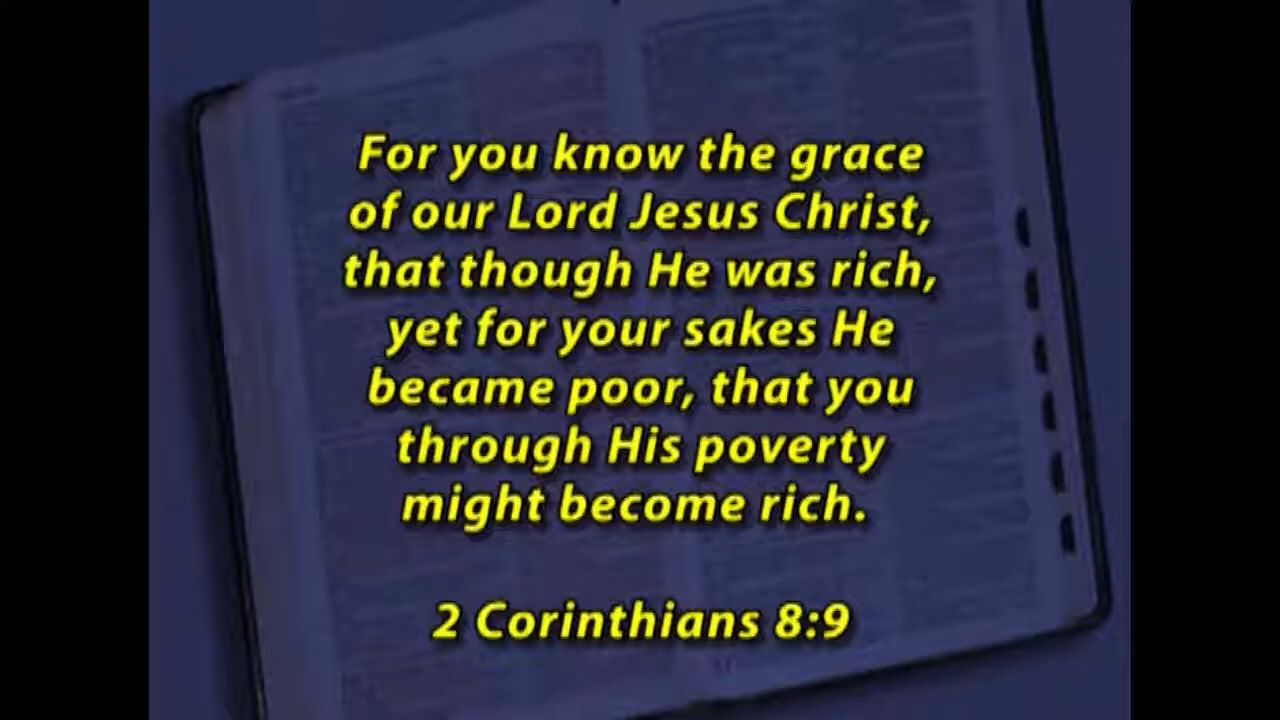 For you know the grace
of our Lord Jesus Christ,
that though He was rich,
yet for your sakes He
became poor, that you
through His poverty
might become rich.
2 Corinthians 8:9